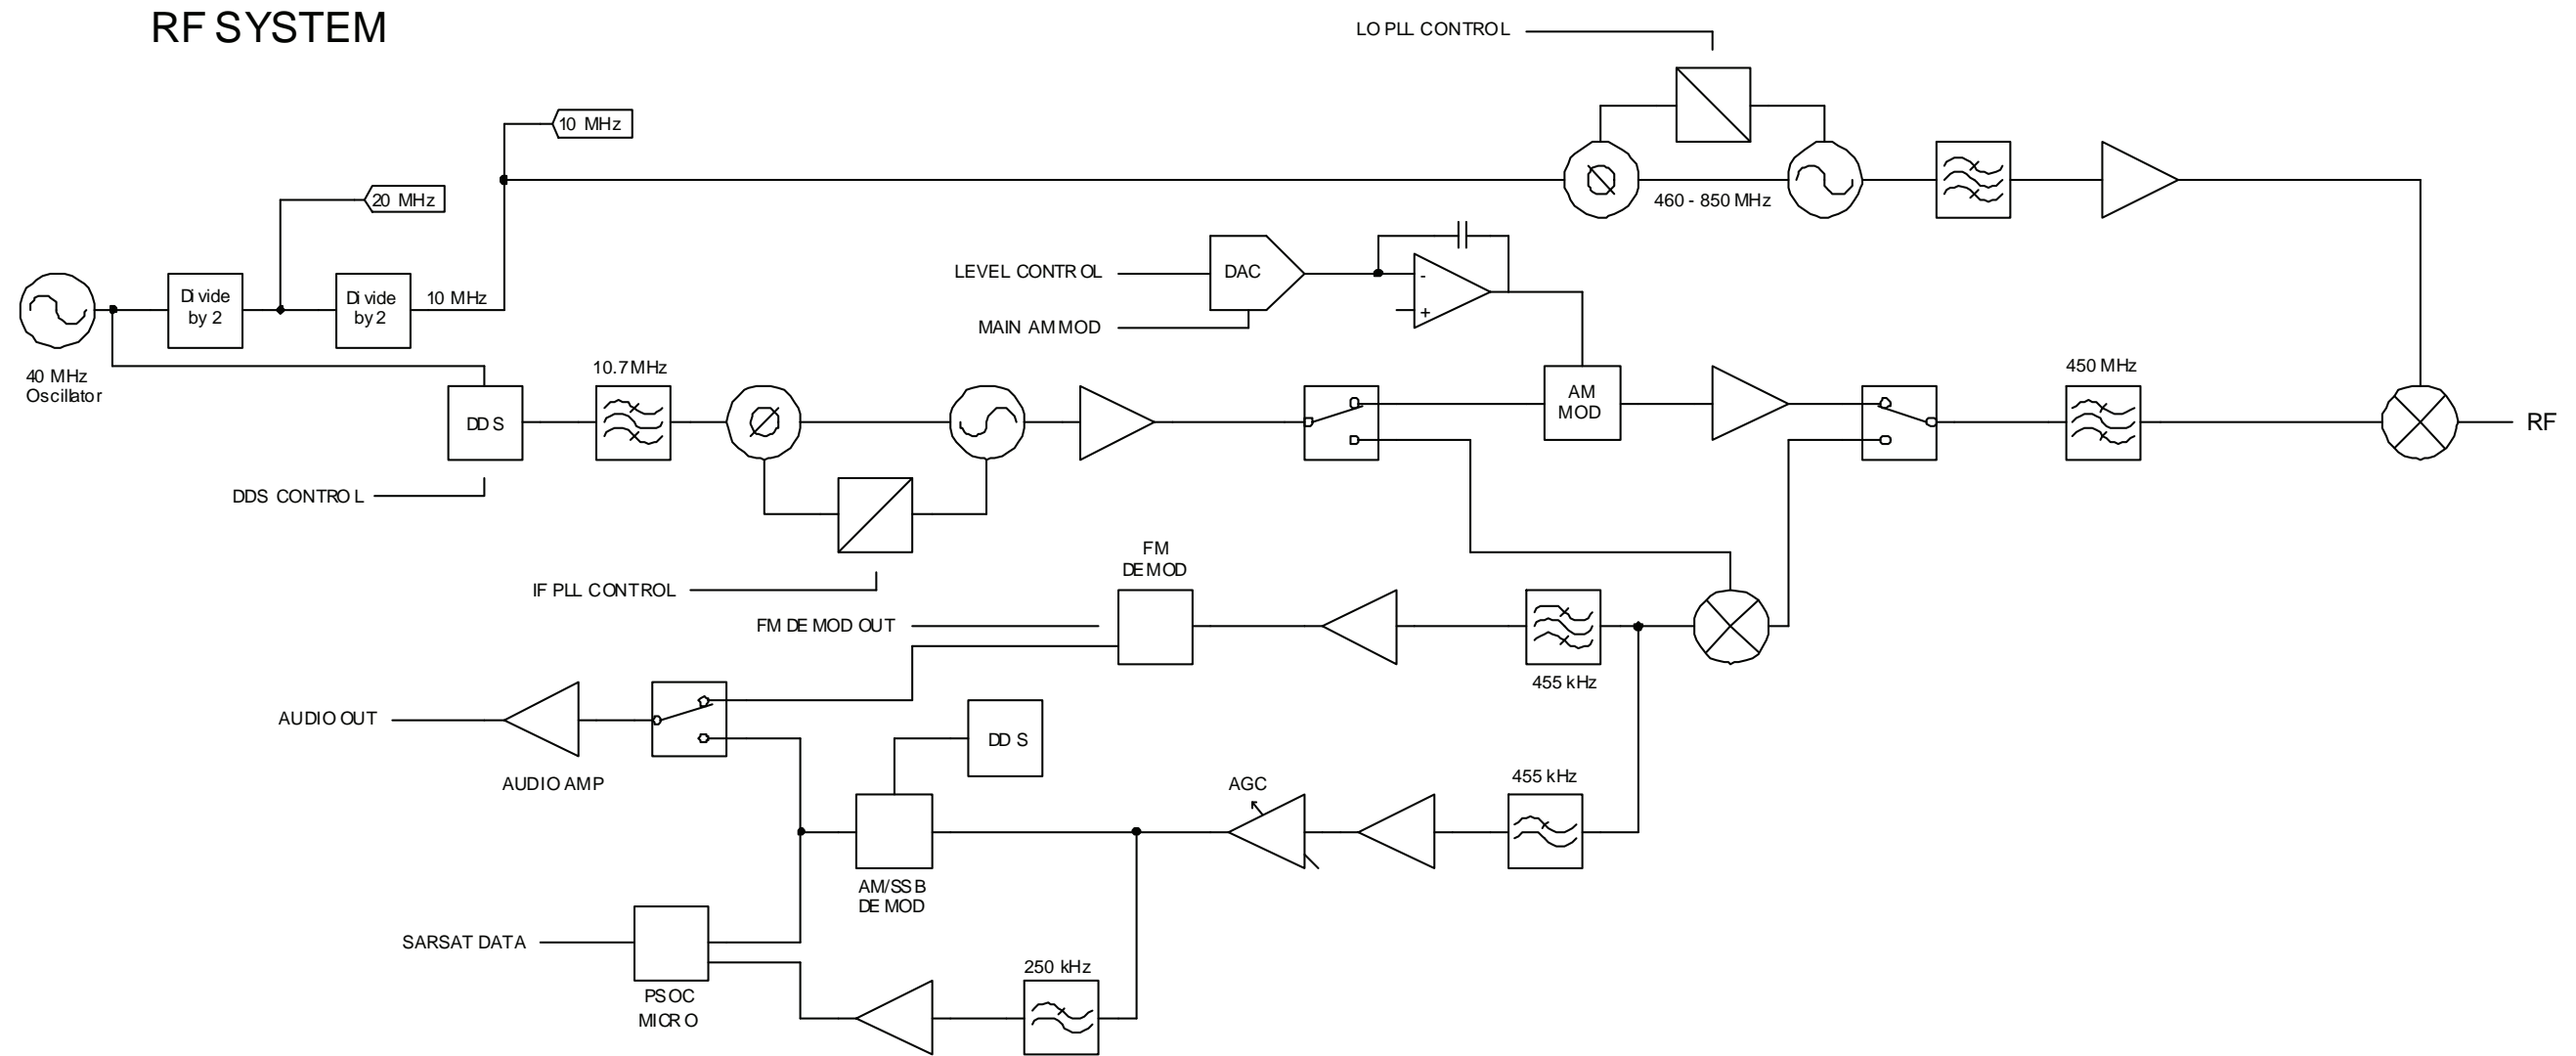 RF SYSTEM
LO PLL CONTROL
10 MHz
20 MHz
460 - 850 MHz
LEVEL CONTROL
DAC
-
+
MAIN AM MOD
Divide
by 2
Divide
by 2
10 MHz
40 MHz
Oscillator
10.7 MHz
DDS
DDS CONTROL
AM
MOD
450 MHz
RF
IF PLL CONTROL
FM
DEMOD
FM DEMOD OUT
455 kHz
AUDIO OUT
AUDIO AMP
DDS
AGC
455 kHz
AM/SSB
DEMOD
SARSAT DATA
PSOC
MICRO
250 kHz